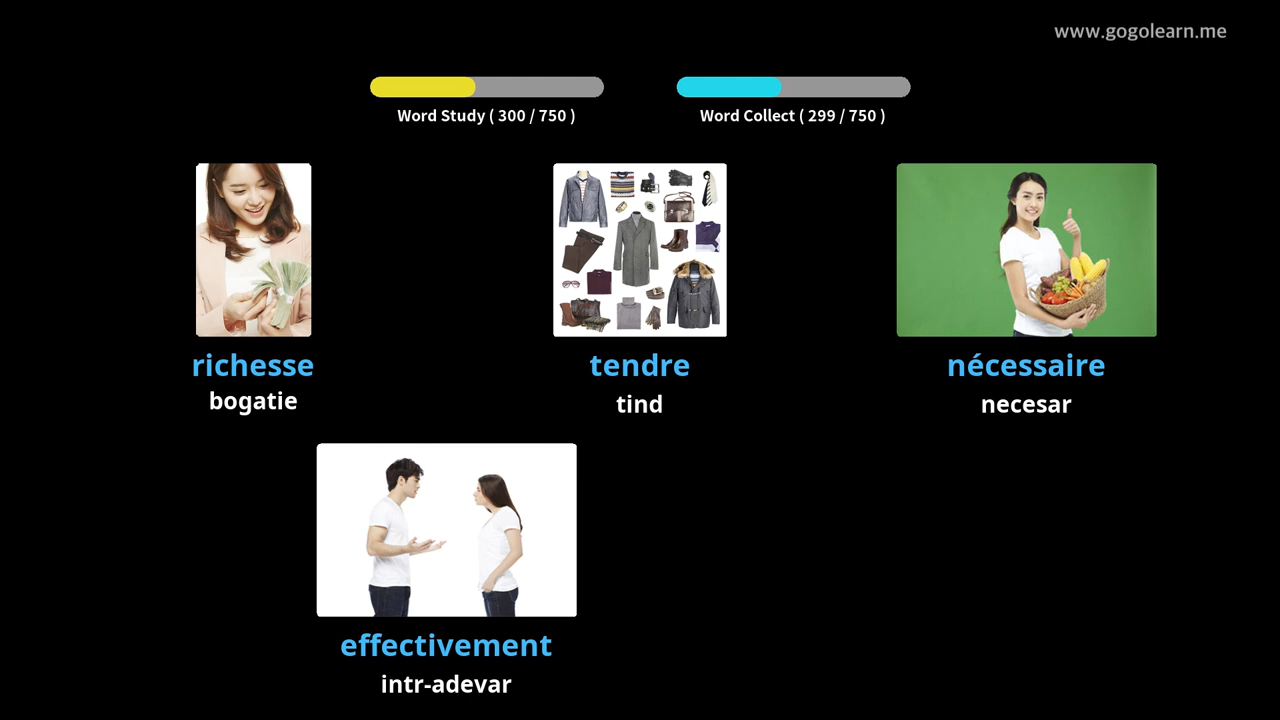 www.gogolearn.me
Word Study ( 300 / 750 )
Word Collect ( 299 / 750 )
richesse
bogatie
tendre
tind
nécessaire
necesar
effectivement
intr-adevar